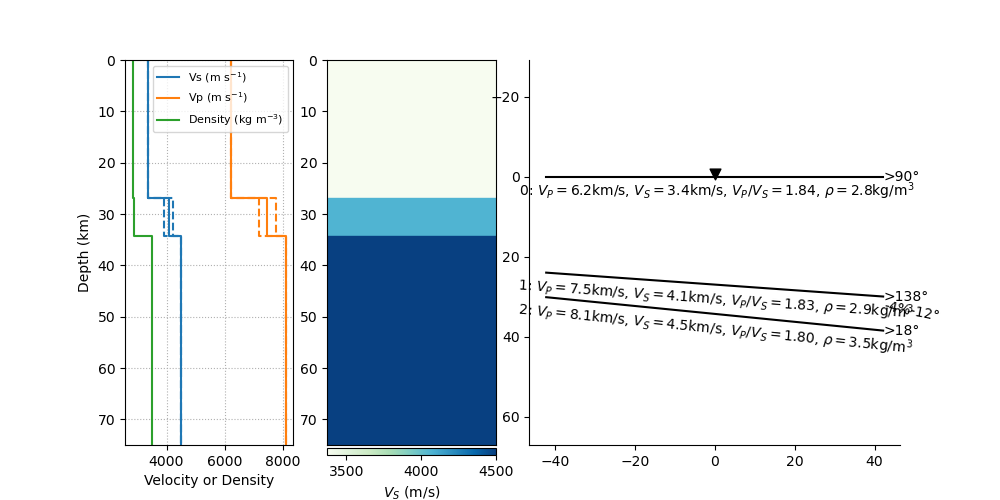 Vs (m s⁻¹)
Vp (m s⁻¹)
Density (kg m⁻³)
0
10
20
30
40
50
60
70
Depth (km)
4000 6000 8000
Velocity or Density
0
10
20
30
40
50
60
70
3500 4000 4500
V_S (m/s)
−20
0
20
40
60
>90°
0: V_P = 6.2km/s, V_S = 3.4km/s, V_P/V_S = 1.84, ρ = 2.8kg/m³
>138°
1: V_P = 7.5km/s, V_S = 4.1km/s, V_P/V_S = 1.83, ρ = 2.9kg/m³
>18°
2: V_P = 8.1km/s, V_S = 4.5km/s, V_P/V_S = 1.80, ρ = 3.5kg/m³
−40 −20 0 20 40